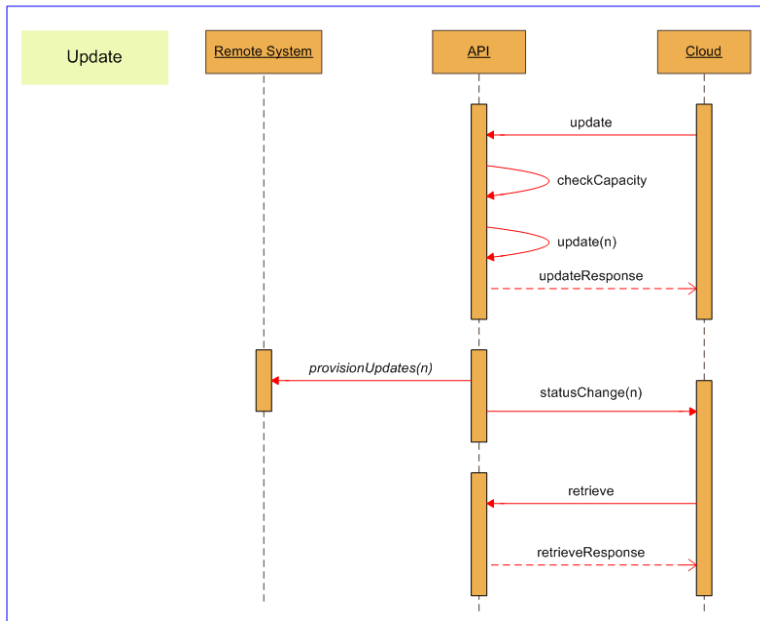 Update
Remote System
API
Cloud
update
checkCapacity
update(n)
updateResponse
provisionUpdates(n)
statusChange(n)
retrieve
retrieveResponse